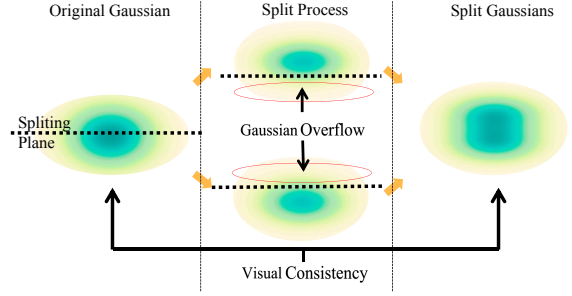 Original Gaussian
Split Process
Split Gaussians
Spliting
Plane
Gaussian Overflow
Visual Consistency